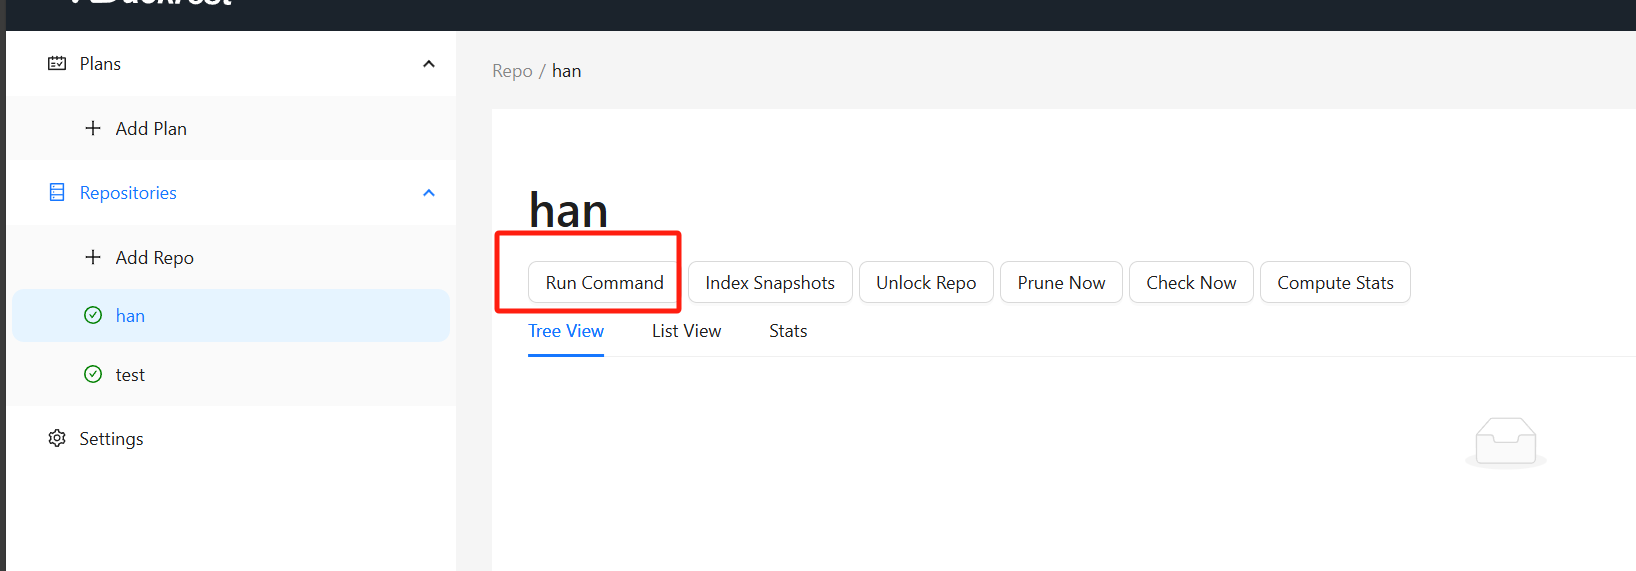 Plans
Add Plan
Repositories
Add Repo
han
test
Settings
Repo / han
han
Run Command
Index Snapshots
Unlock Repo
Prune Now
Check Now
Compute Stats
Tree View
List View
Stats